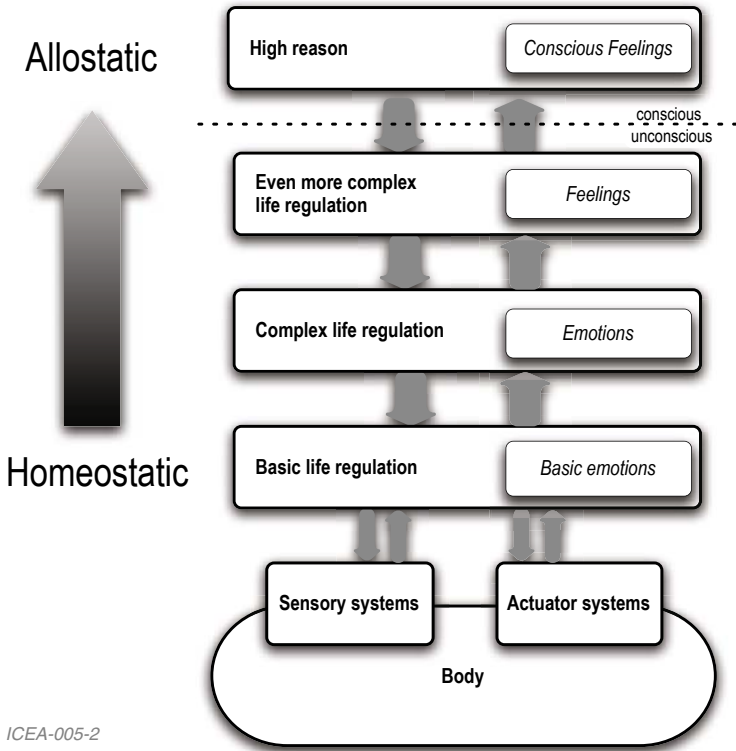 Allostatic
High reason
Conscious Feelings
conscious
unconscious
Even more complex
life regulation
Feelings
Complex life regulation
Emotions
Homeostatic
Basic life regulation
Basic emotions
Sensory systems
Actuator systems
Body
ICEA-005-2